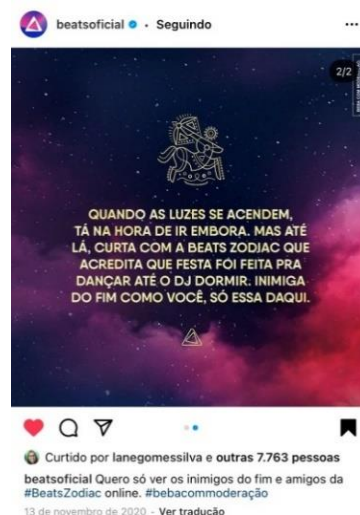 beatsoficial • Seguindo
2/2
QUANDO AS LUZES SE ACENDEM,
TÁ NA HORA DE IR EMBORA. MAS ATÉ
LÁ, CURTA COM A BEATS ZODIAC QUE
ACREDITA QUE FESTA FOI FEITA PRA
DANÇAR ATÉ O DJ DORMIR. INIMIGA
DO FIM COMO VOCÊ, SÓ ESSA DAQUI.
Curtido por lanegomessilva e outras 7.763 pessoas
beatsoficial Quero só ver os inimigos do fim e amigos da
#BeatsZodiac online. #bebacommoderação
13 de novembro de 2020 • Ver tradução